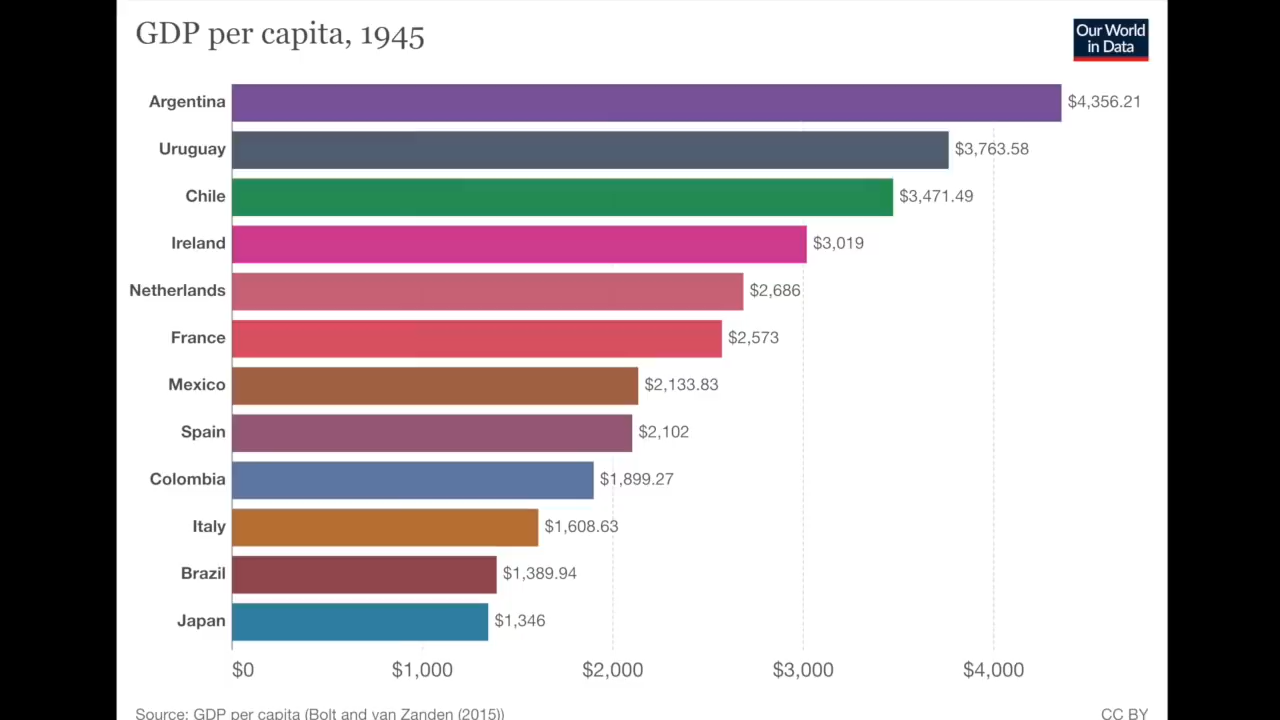 GDP per capita, 1945
Our World
in Data
Argentina $4,356.21
Uruguay $3,763.58
Chile $3,471.49
Ireland $3,019
Netherlands $2,686
France $2,573
Mexico $2,133.83
Spain $2,102
Colombia $1,899.27
Italy $1,608.63
Brazil $1,389.94
Japan $1,346
$0 $1,000 $2,000 $3,000 $4,000
Source: GDP per capita (Bolt and van Zanden (2015)) CC BY